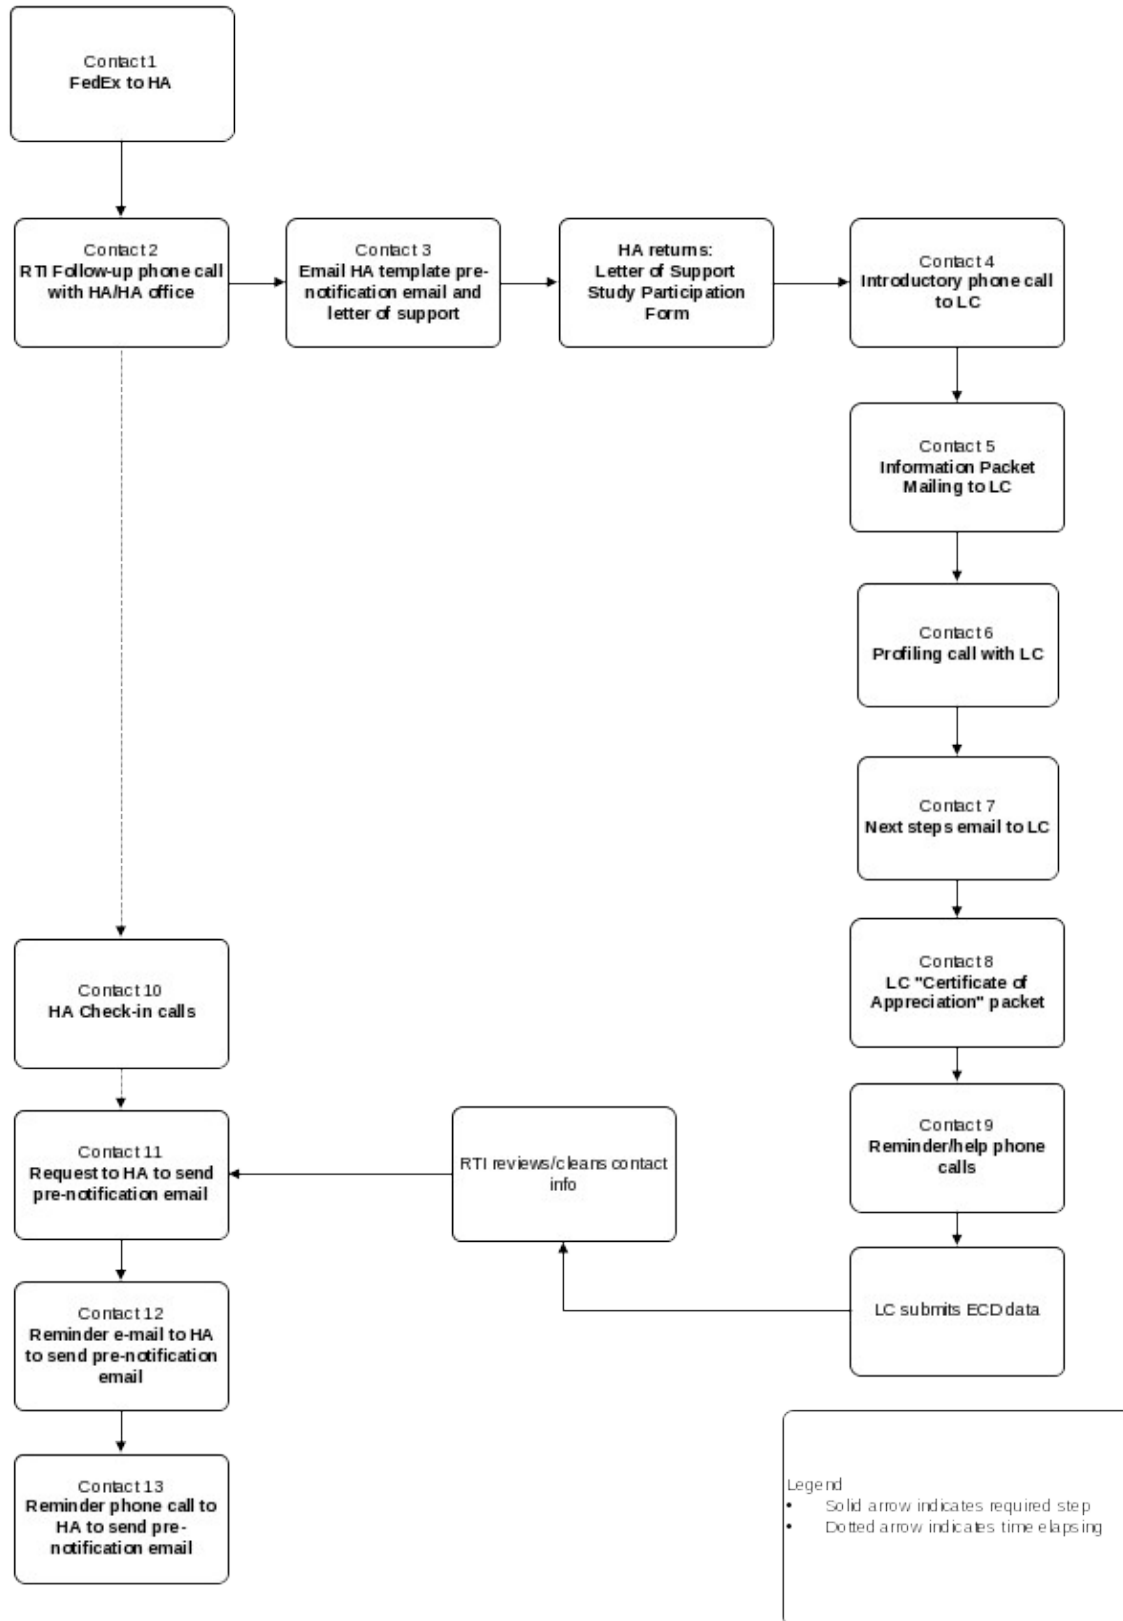 Contact 1
FedEx to HA
Contact 2
RTI Follow-up phone call
with HA/HA office
Contact 3
Email HA template pre-
notification email and
letter of support
HA returns:
Letter of Support
Study Participation
Form
Contact 4
Introductory phone call
to LC
Contact 5
Information Packet
Mailing to LC
Contact 6
Profiling call with LC
Contact 7
Next steps email to LC
Contact 8
LC "Certificate of
Appreciation" packet
Contact 9
Reminder/help phone
calls
LC submits ECD data
RTI reviews/cleans contact
info
Contact 10
HA Check-in calls
Contact 11
Request to HA to send
pre-notification email
Contact 12
Reminder e-mail to HA
to send pre-notification
email
Contact 13
Reminder phone call to
HA to send pre-
notification email
Legend
• Solid arrow indicates required step
• Dotted arrow indicates time elapsing